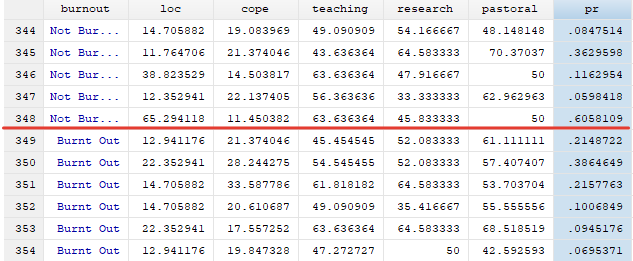 burnout loc cope teaching research pastoral pr
344 Not Bur... 14.705882 19.083969 49.090909 54.166667 48.148148 .0847514
345 Not Bur... 11.764706 21.374046 43.636364 64.583333 70.37037 .3629598
346 Not Bur... 38.823529 14.503817 63.636364 47.916667 50 .1162954
347 Not Bur... 12.352941 22.137405 56.363636 33.333333 62.962963 .0598418
348 Not Bur... 65.294118 11.450382 63.636364 45.833333 50 .6058109
349 Burnt Out 12.941176 21.374046 45.454545 52.083333 61.111111 .2148722
350 Burnt Out 22.352941 28.244275 54.545455 52.083333 57.407407 .3864649
351 Burnt Out 14.705882 33.587786 61.818182 64.583333 53.703704 .2157763
352 Burnt Out 14.705882 20.610687 49.090909 35.416667 55.555556 .1006849
353 Burnt Out 22.352941 17.557252 63.636364 64.583333 68.518519 .0945176
354 Burnt Out 12.941176 19.847328 47.272727 50 42.592593 .0695371